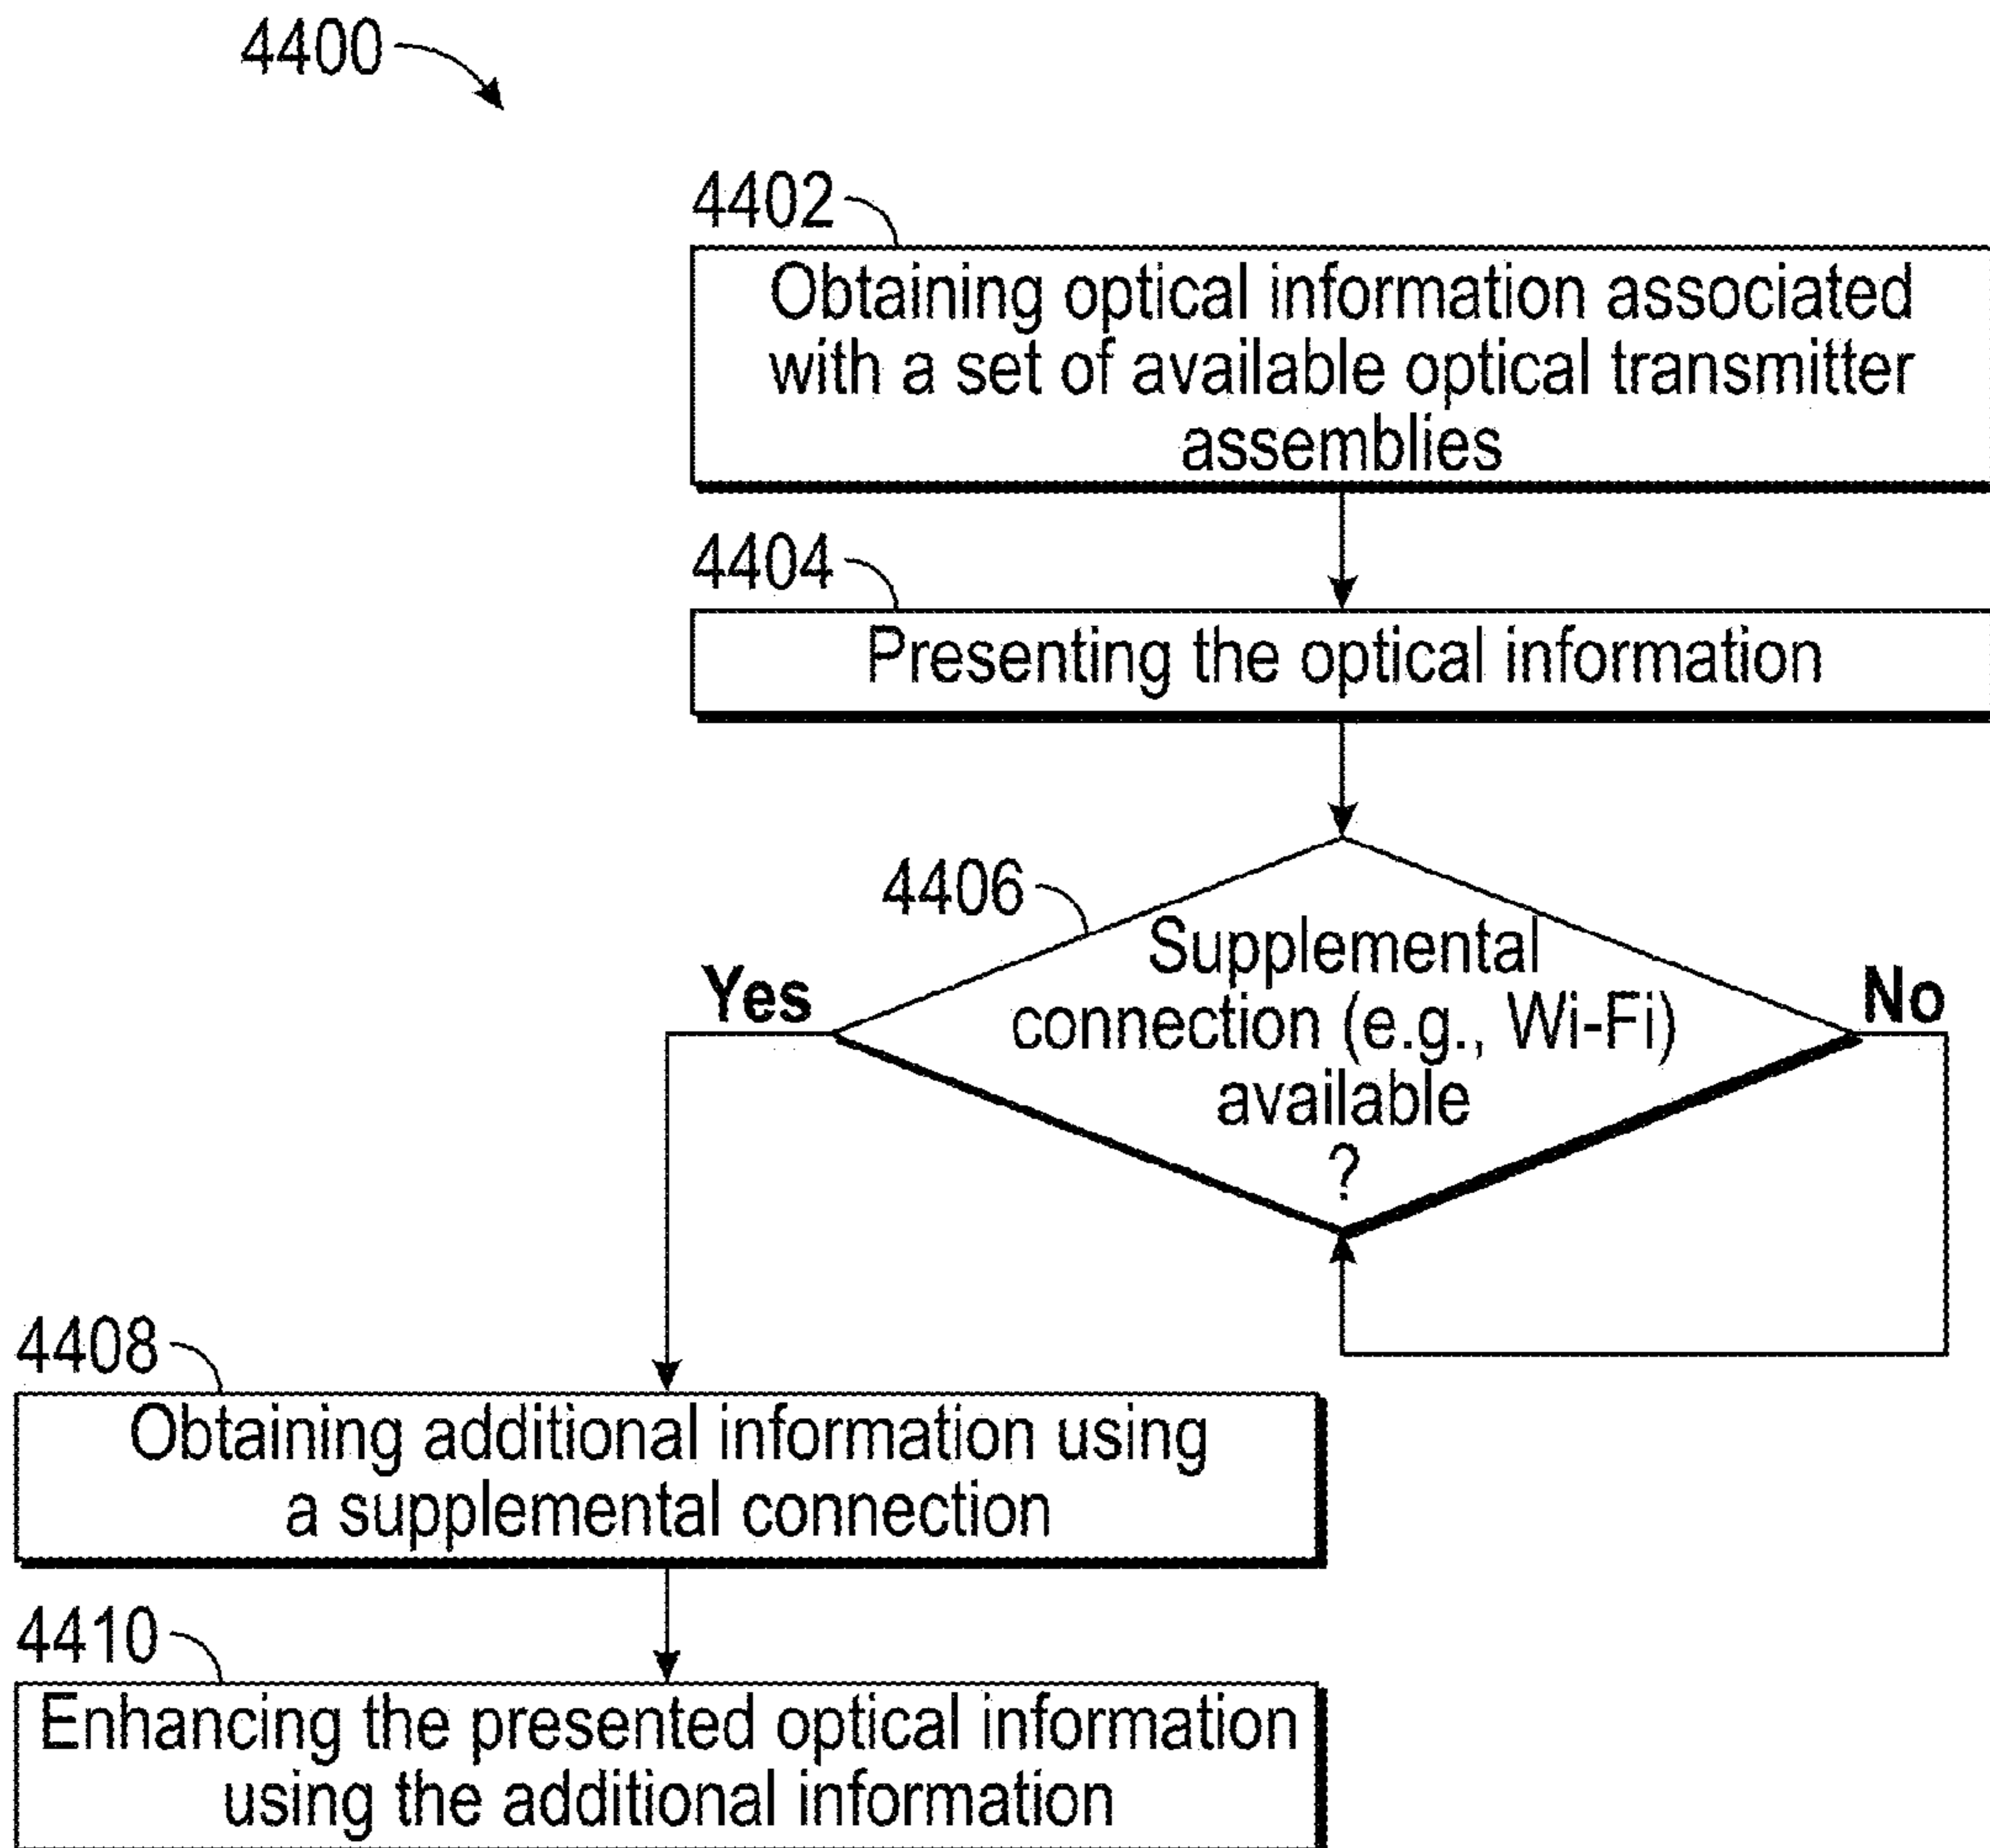 4400
4402
Obtaining optical information associated
with a set of available optical transmitter
assemblies
4404
Presenting the optical information
4406
Supplemental
connection (e.g., Wi-Fi)
available
?
Yes
No
4408
Obtaining additional information using
a supplemental connection
4410
Enhancing the presented optical information
using the additional information